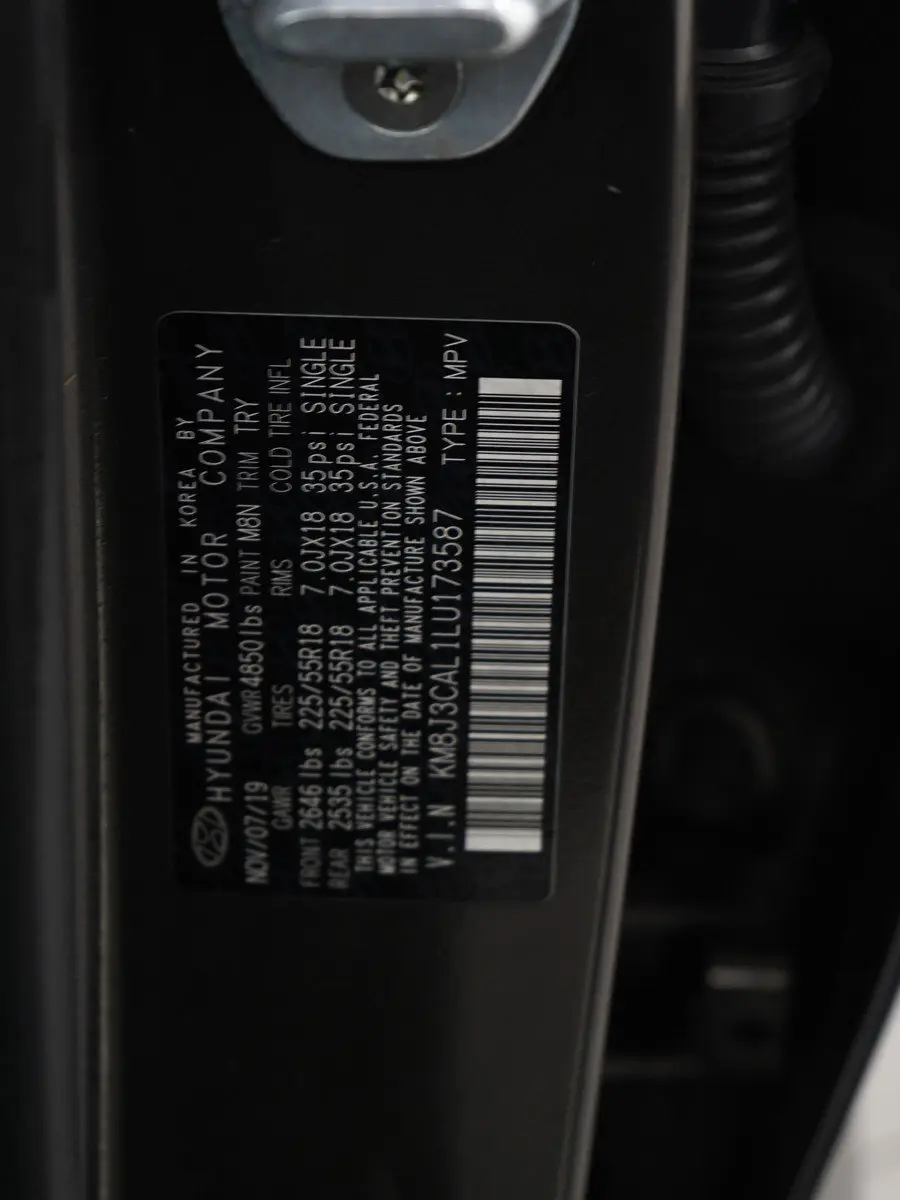 MANUFACTURED IN KOREA BY
HYUNDAI MOTOR COMPANY
NOV/07/19 GVWR 4850lbs PAINT M8N TRIM TRY
GAWR TIRES RIMS COLD TIRE INFL
FRONT 2646 lbs 225/55R18 7.0JX18 35psi SINGLE
REAR 2535 lbs 225/55R18 7.0JX18 35psi SINGLE
THIS VEHICLE CONFORMS TO ALL APPLICABLE U.S.A. FEDERAL
MOTOR VEHICLE SAFETY AND THEFT PREVENTION STANDARDS
IN EFFECT ON THE DATE OF MANUFACTURE SHOWN ABOVE
V.I.N KM8J3CAL1LU173587 TYPE : MPV